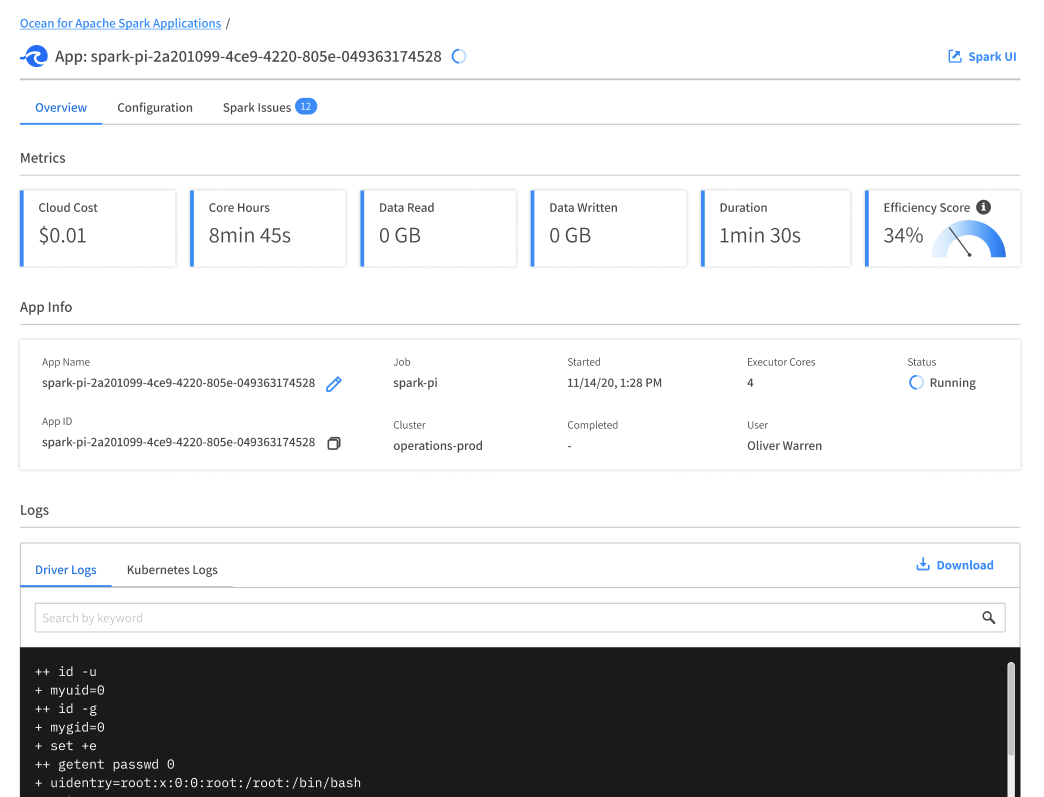 Ocean for Apache Spark Applications /
App: spark-pi-2a201099-4ce9-4220-805e-049363174528
Spark UI
Overview Configuration Spark Issues 12
Metrics
Cloud Cost
$0.01
Core Hours
8min 45s
Data Read
0 GB
Data Written
0 GB
Duration
1min 30s
Efficiency Score
34%
App Info
App Name
spark-pi-2a201099-4ce9-4220-805e-049363174528
Job
spark-pi
Started
11/14/20, 1:28 PM
Executor Cores
4
Status
Running
App ID
spark-pi-2a201099-4ce9-4220-805e-049363174528
Cluster
operations-prod
Completed
-
User
Oliver Warren
Logs
Driver Logs Kubernetes Logs
Download
Search by keyword
++ id -u
+ myuid=0
++ id -g
+ mygid=0
+ set +e
++ getent passwd 0
+ uidentry=root:x:0:0:root:/root:/bin/bash